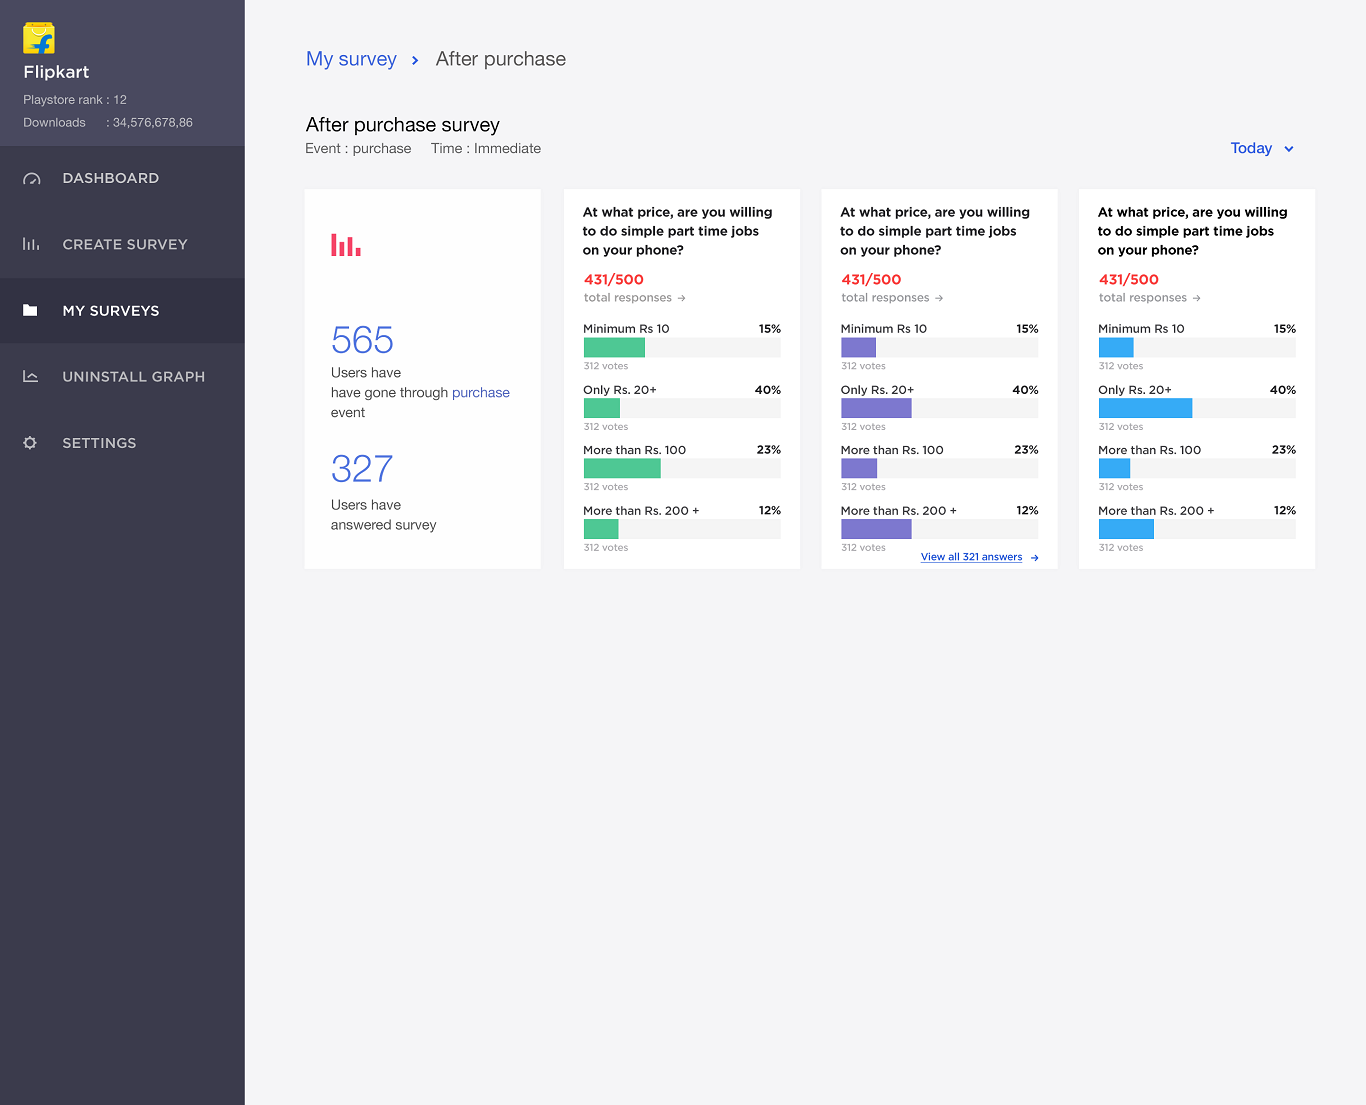 Flipkart
Playstore rank : 12
Downloads : 34,576,678,86
DASHBOARD
CREATE SURVEY
MY SURVEYS
UNINSTALL GRAPH
SETTINGS
My survey > After purchase
After purchase survey
Event : purchase Time : Immediate
Today
565
Users have
have gone through purchase
event
327
Users have
answered survey
At what price, are you willing
to do simple part time jobs
on your phone?
431/500
total responses →
Minimum Rs 10 15%
312 votes
Only Rs. 20+ 40%
312 votes
More than Rs. 100 23%
312 votes
More than Rs. 200 + 12%
312 votes
At what price, are you willing
to do simple part time jobs
on your phone?
431/500
total responses →
Minimum Rs 10 15%
312 votes
Only Rs. 20+ 40%
312 votes
More than Rs. 100 23%
312 votes
More than Rs. 200 + 12%
312 votes
View all 321 answers →
At what price, are you willing
to do simple part time jobs
on your phone?
431/500
total responses →
Minimum Rs 10 15%
312 votes
Only Rs. 20+ 40%
312 votes
More than Rs. 100 23%
312 votes
More than Rs. 200 + 12%
312 votes